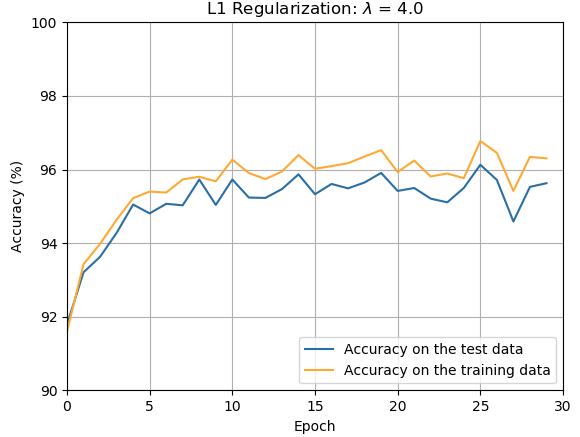 L1 Regularization: λ = 4.0
Accuracy (%)
100
98
96
94
92
90
0 5 10 15 20 25 30
Epoch
Accuracy on the test data
Accuracy on the training data